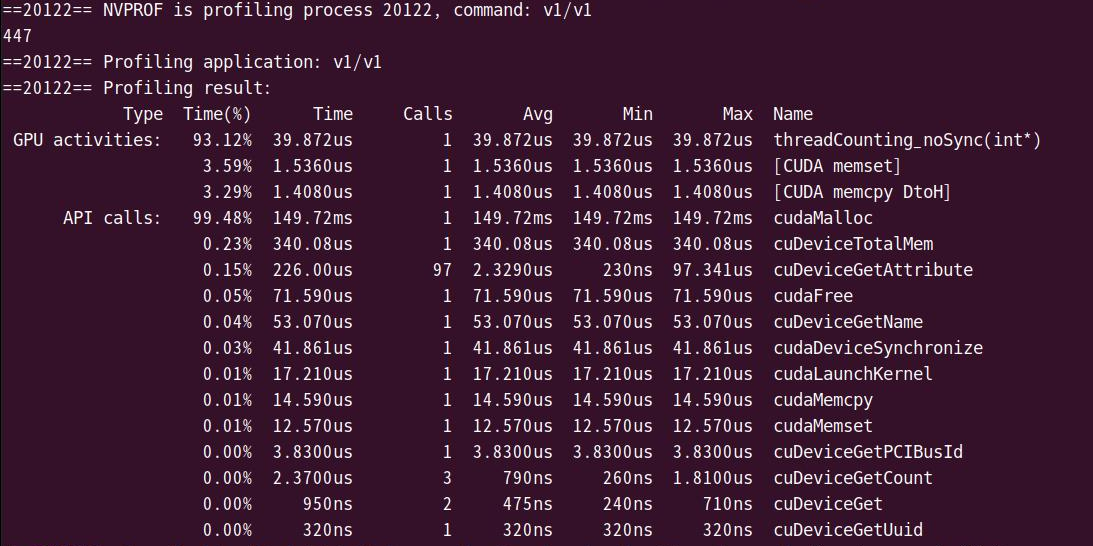 ==20122== NVPROF is profiling process 20122, command: v1/v1
447
==20122== Profiling application: v1/v1
==20122== Profiling result:
Type Time(%) Time Calls Avg Min Max Name
GPU activities: 93.12% 39.872us 1 39.872us 39.872us 39.872us threadCounting_noSync(int*)
3.59% 1.5360us 1 1.5360us 1.5360us 1.5360us [CUDA memset]
3.29% 1.4080us 1 1.4080us 1.4080us 1.4080us [CUDA memcpy DtoH]
API calls: 99.48% 149.72ms 1 149.72ms 149.72ms 149.72ms cudaMalloc
0.23% 340.08us 1 340.08us 340.08us 340.08us cuDeviceTotalMem
0.15% 226.00us 97 2.3290us 230ns 97.341us cuDeviceGetAttribute
0.05% 71.590us 1 71.590us 71.590us 71.590us cudaFree
0.04% 53.070us 1 53.070us 53.070us 53.070us cuDeviceGetName
0.03% 41.861us 1 41.861us 41.861us 41.861us cudaDeviceSynchronize
0.01% 17.210us 1 17.210us 17.210us 17.210us cudaLaunchKernel
0.01% 14.590us 1 14.590us 14.590us 14.590us cudaMemcpy
0.01% 12.570us 1 12.570us 12.570us 12.570us cudaMemset
0.00% 3.8300us 1 3.8300us 3.8300us 3.8300us cuDeviceGetPCIBusId
0.00% 2.3700us 3 790ns 260ns 1.8100us cuDeviceGetCount
0.00% 950ns 2 475ns 240ns 710ns cuDeviceGet
0.00% 320ns 1 320ns 320ns 320ns cuDeviceGetUuid